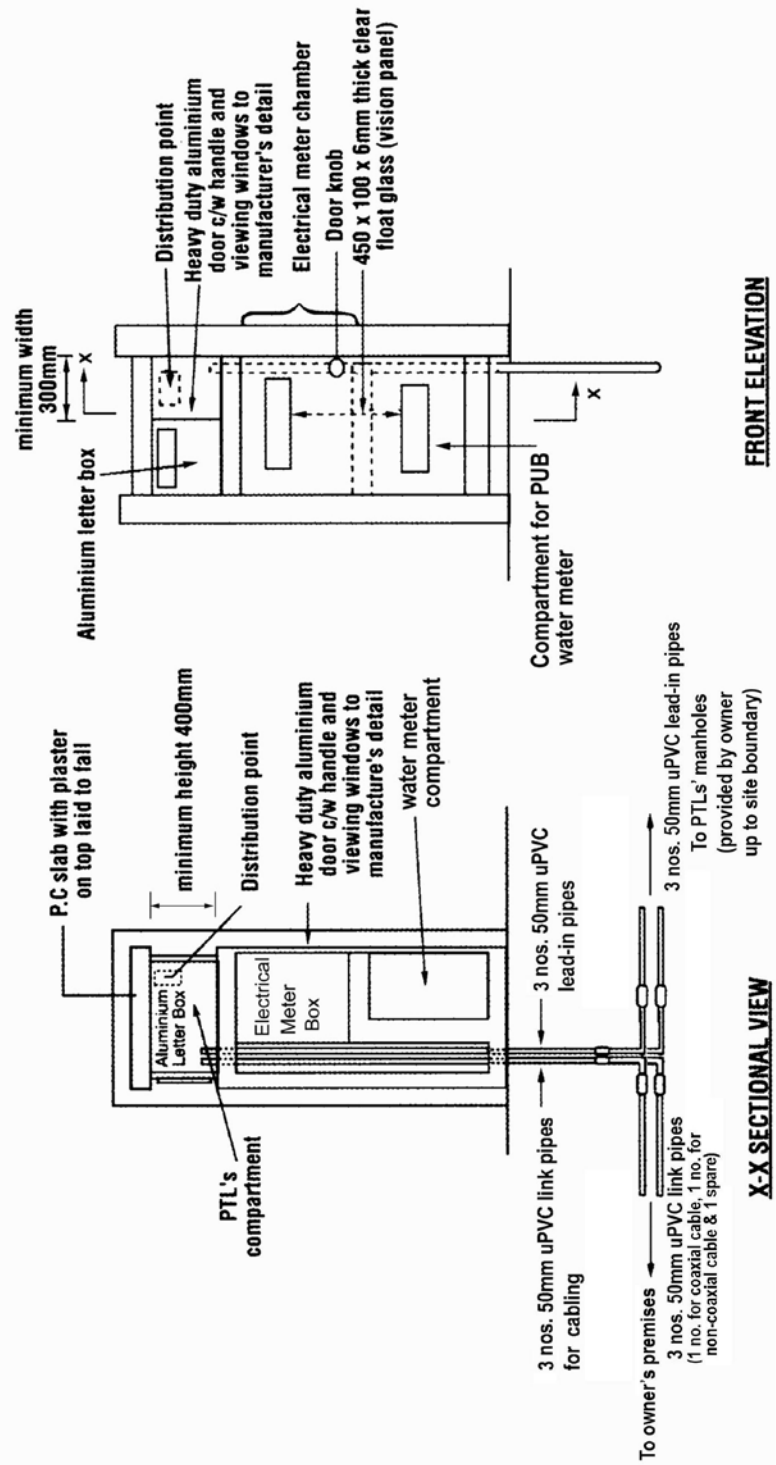 P.C slab with plaster
on top laid to fall
minimum height 400mm
Distribution point
Heavy duty aluminium
door c/w handle and
viewing windows to
manufacture's detail
water meter
compartment
Aluminium
Letter Box
Electrical
Meter
Box
PTL's
compartment
3 nos. 50mm uPVC
lead-in pipes
3 nos. 50mm uPVC link pipes
for cabling
3 nos. 50mm uPVC lead-in pipes
To PTLs' manholes
(provided by owner
up to site boundary)
To owner's premises
3 nos. 50mm uPVC link pipes
(1 no. for coaxial cable, 1 no. for
non-coaxial cable & 1 spare)
X-X SECTIONAL VIEW
minimum width
300mm
X
Aluminium letter box
Distribution point
Heavy duty aluminium
door c/w handle and
viewing windows to
manufacturer's detail
Electrical meter chamber
Door knob
450 x 100 x 6mm thick clear
float glass (vision panel)
Compartment for PUB
water meter
X
FRONT ELEVATION